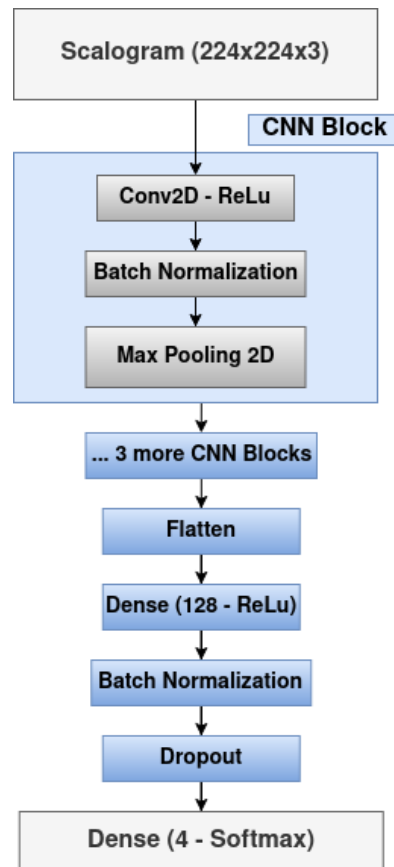 Scalogram (224x224x3)
CNN Block
Conv2D - ReLu
Batch Normalization
Max Pooling 2D
... 3 more CNN Blocks
Flatten
Dense (128 - ReLu)
Batch Normalization
Dropout
Dense (4 - Softmax)